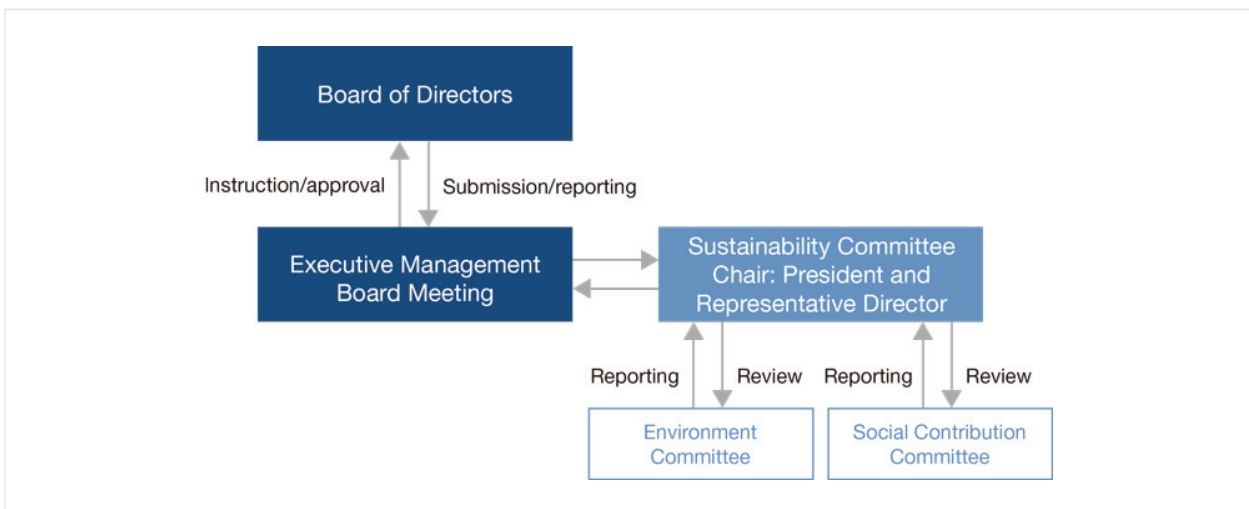 Board of Directors
Instruction/approval
Submission/reporting
Executive Management
Board Meeting
Sustainability Committee
Chair: President and
Representative Director
Reporting
Review
Reporting
Review
Environment
Committee
Social Contribution
Committee